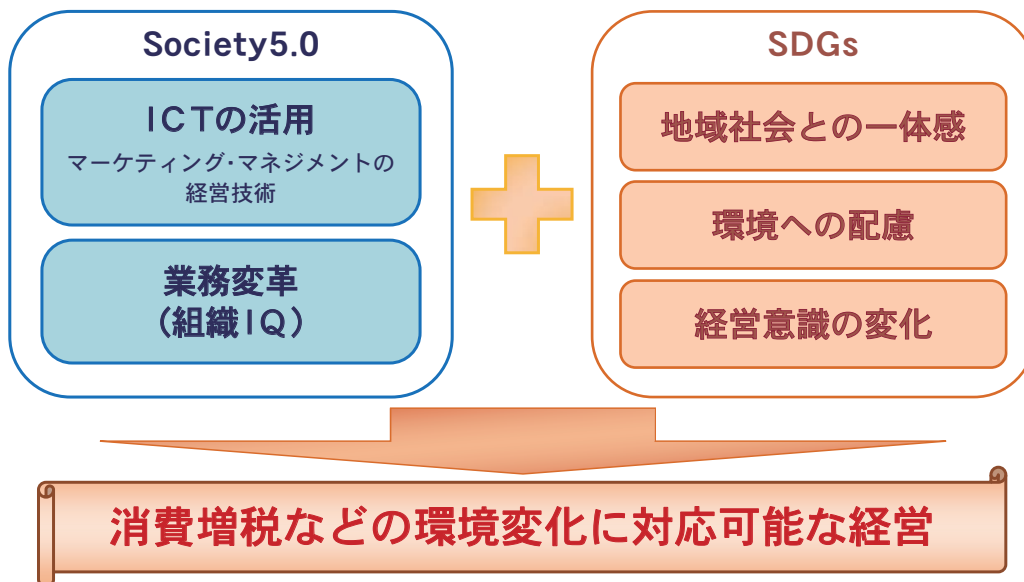 Society5.0
ICTの活用
マーケティング･マネジメントの
経営技術
業務変革
（組織IQ）
SDGs
地域社会との一体感
環境への配慮
経営意識の変化
消費増税などの環境変化に対応可能な経営